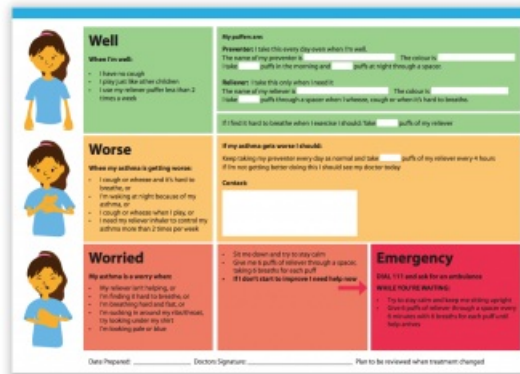 Well
When I'm well:
I have no cough
I play just like other children
I use my reliever puffer less than 2
times a week
My puffers are:
Preventer: I take this every day even when I'm well.
The name of my preventer is The colour is
I take puffs in the morning and puffs at night through a spacer.
Reliever: I take this only when I need it
The name of my reliever is The colour is
I take puffs through a spacer when I wheeze, cough or when it's hard to breathe.
If I find it hard to breathe when I exercise I should: Take puffs of my reliever
Worse
When my asthma is getting worse:
I cough or wheeze and it's hard to
breathe, or
I'm waking at night because of my
asthma, or
I cough or wheeze when I play, or
I need my reliever inhaler to control my
asthma more than 2 times per week
If my asthma gets worse I should:
Keep taking my preventer every day as normal and take puffs of my reliever every 4 hours
If I'm not getting better doing this I should see my doctor today
Contact:
Worried
My asthma is a worry when:
My reliever isn't helping, or
I'm finding it hard to breathe, or
I'm breathing hard and fast, or
I'm sucking in around my ribs/throat,
try looking under my shirt
I'm looking pale or blue
Sit me down and try to stay calm
Give me 6 puffs of reliever through a spacer,
taking 6 breaths for each puff
If I don't start to improve I need help now
Emergency
DIAL 111 and ask for an ambulance
WHILE YOU'RE WAITING:
Try to stay calm and keep me sitting upright
Give 6 puffs of reliever through a spacer every
6 minutes with 6 breaths for each puff until
help arrives
Date Prepared: Doctors Signature: Plan to be reviewed when treatment changed